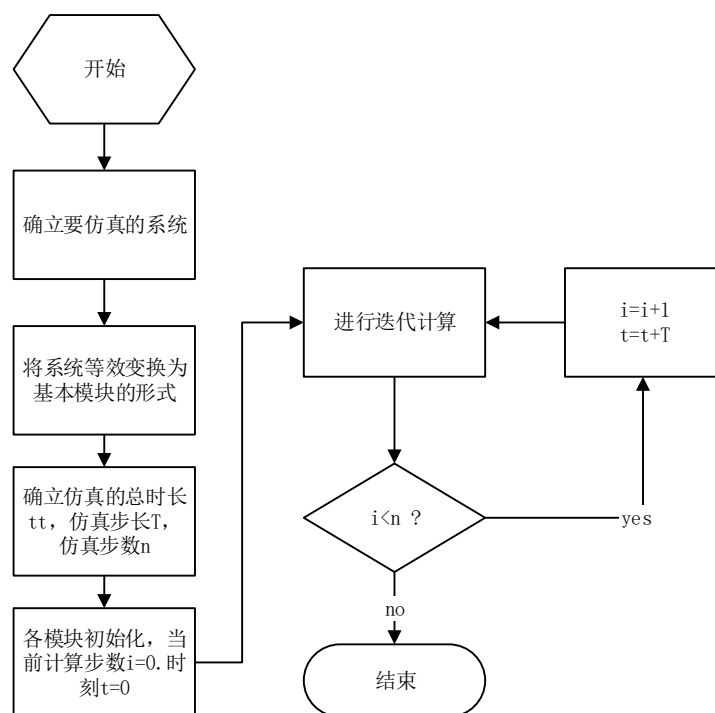 开始
确立要仿真的系统
将系统等效变换为
基本模块的形式
确立仿真的总时长
tt，仿真步长T，
仿真步数n
各模块初始化，当
前计算步数i=0.时
刻t=0
进行迭代计算
i=i+1
t=t+T
i<n ?
yes
no
结束